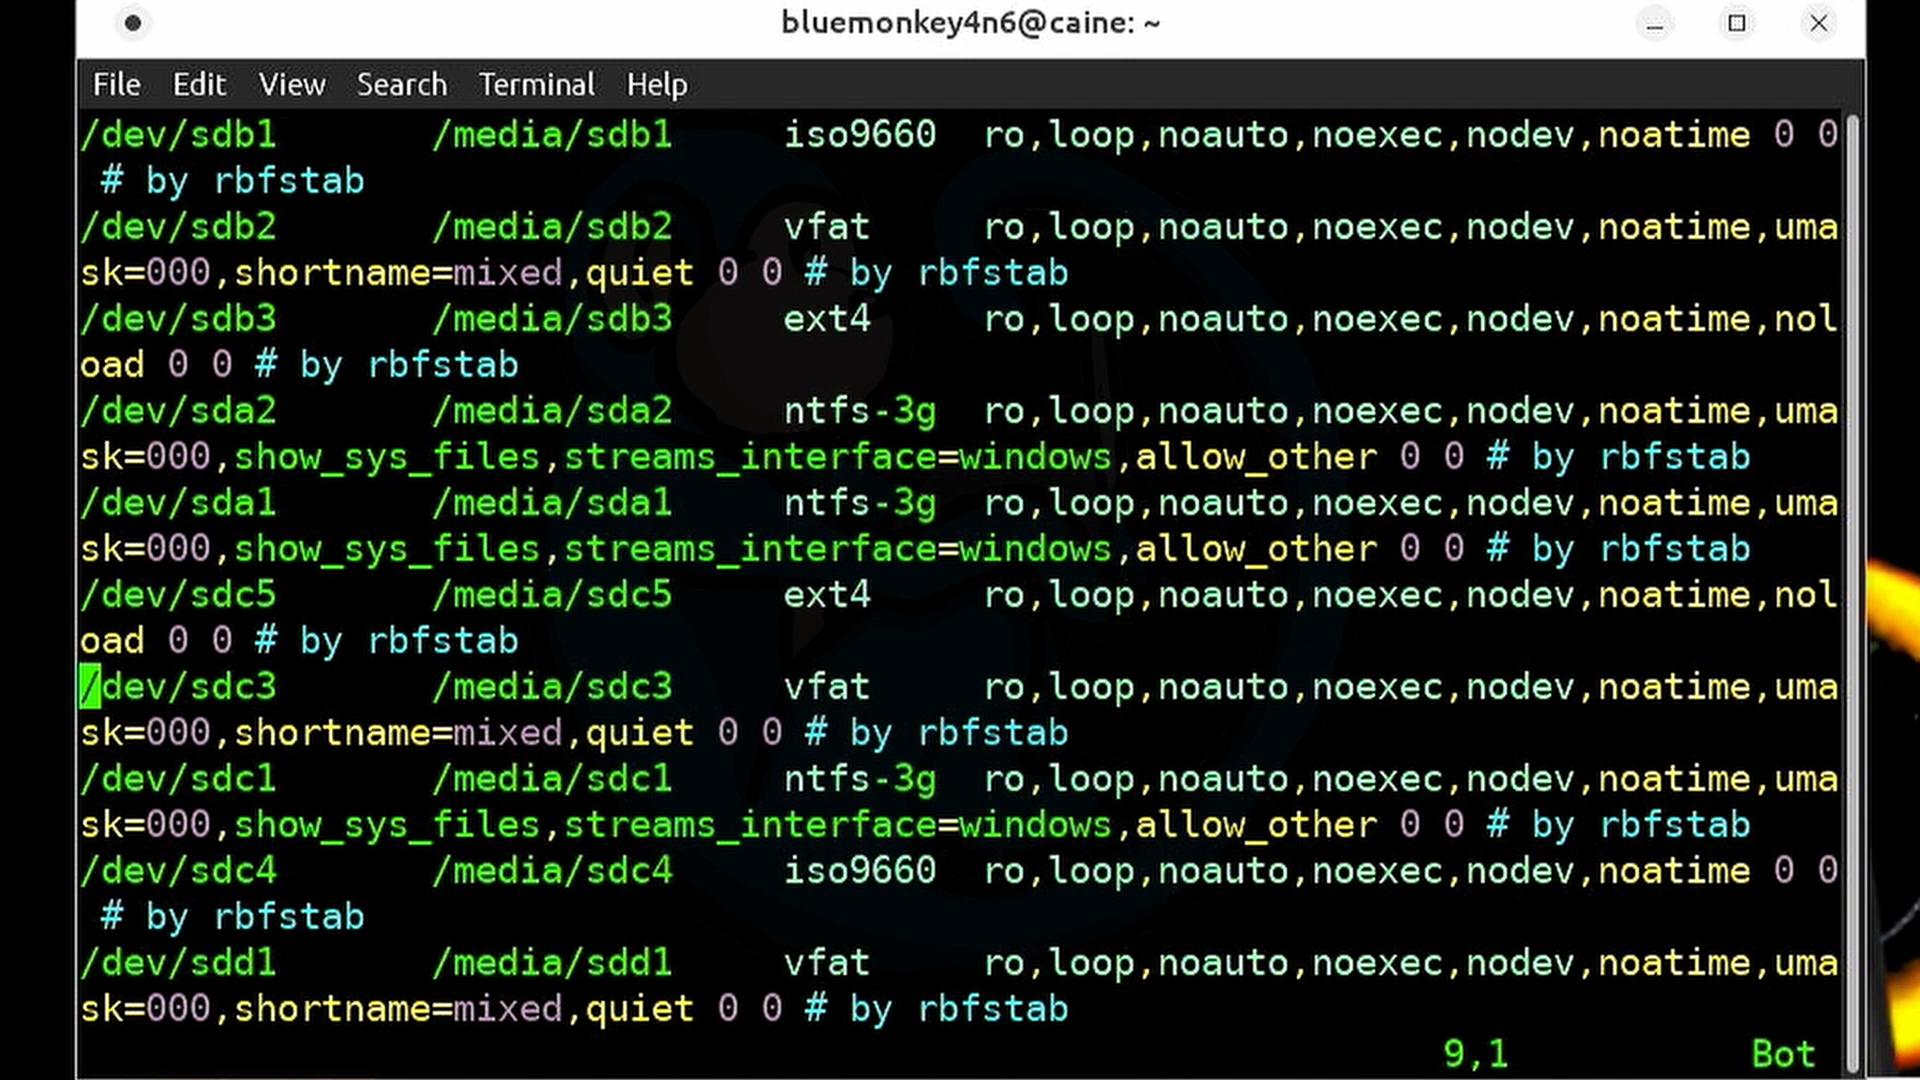 bluemonkey4n6@caine: ~
File Edit View Search Terminal Help
/dev/sdb1 /media/sdb1 iso9660 ro,loop,noauto,noexec,nodev,noatime 0 0
# by rbfstab
/dev/sdb2 /media/sdb2 vfat ro,loop,noauto,noexec,nodev,noatime,uma
sk=000,shortname=mixed,quiet 0 0 # by rbfstab
/dev/sdb3 /media/sdb3 ext4 ro,loop,noauto,noexec,nodev,noatime,nol
oad 0 0 # by rbfstab
/dev/sda2 /media/sda2 ntfs-3g ro,loop,noauto,noexec,nodev,noatime,uma
sk=000,show_sys_files,streams_interface=windows,allow_other 0 0 # by rbfstab
/dev/sda1 /media/sda1 ntfs-3g ro,loop,noauto,noexec,nodev,noatime,uma
sk=000,show_sys_files,streams_interface=windows,allow_other 0 0 # by rbfstab
/dev/sdc5 /media/sdc5 ext4 ro,loop,noauto,noexec,nodev,noatime,nol
oad 0 0 # by rbfstab
/dev/sdc3 /media/sdc3 vfat ro,loop,noauto,noexec,nodev,noatime,uma
sk=000,shortname=mixed,quiet 0 0 # by rbfstab
/dev/sdc1 /media/sdc1 ntfs-3g ro,loop,noauto,noexec,nodev,noatime,uma
sk=000,show_sys_files,streams_interface=windows,allow_other 0 0 # by rbfstab
/dev/sdc4 /media/sdc4 iso9660 ro,loop,noauto,noexec,nodev,noatime 0 0
# by rbfstab
/dev/sdd1 /media/sdd1 vfat ro,loop,noauto,noexec,nodev,noatime,uma
sk=000,shortname=mixed,quiet 0 0 # by rbfstab
9,1 Bot